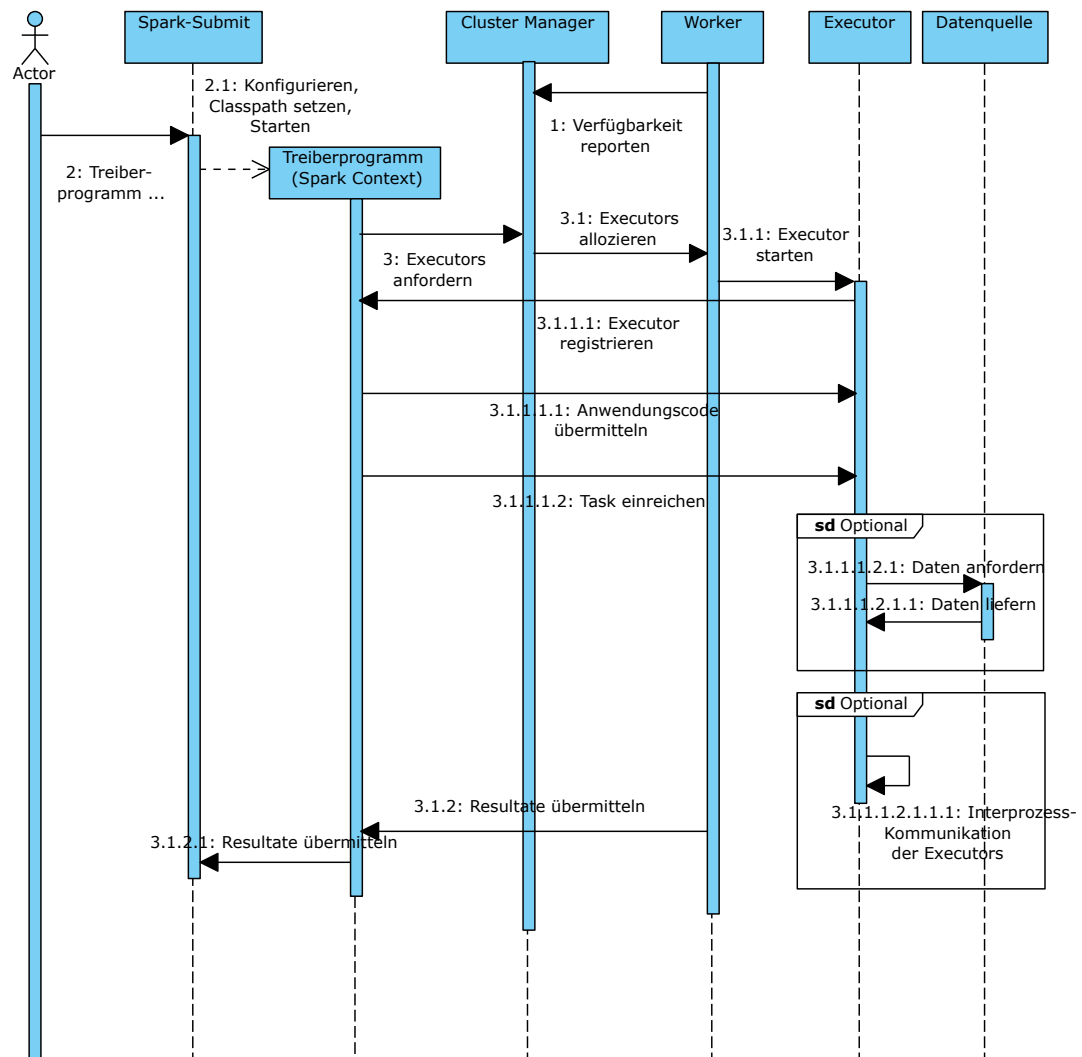 Spark-Submit
Cluster Manager
Worker
Executor
Datenquelle
Actor
2.1: Konfigurieren,
Classpath setzen,
Starten
1: Verfügbarkeit
reporten
2: Treiber-
programm ...
Treiberprogramm
(Spark Context)
3.1: Executors
allozieren
3.1.1: Executor
starten
3: Executors
anfordern
3.1.1.1: Executor
registrieren
3.1.1.1.1: Anwendungscode
übermitteln
3.1.1.1.2: Task einreichen
sd Optional
3.1.1.1.2.1: Daten anfordern
3.1.1.1.2.1.1: Daten liefern
sd Optional
3.1.2: Resultate übermitteln
3.1.1.1.2.1.1.1: Interprozess-
Kommunikation
der Executors
3.1.2.1: Resultate übermitteln